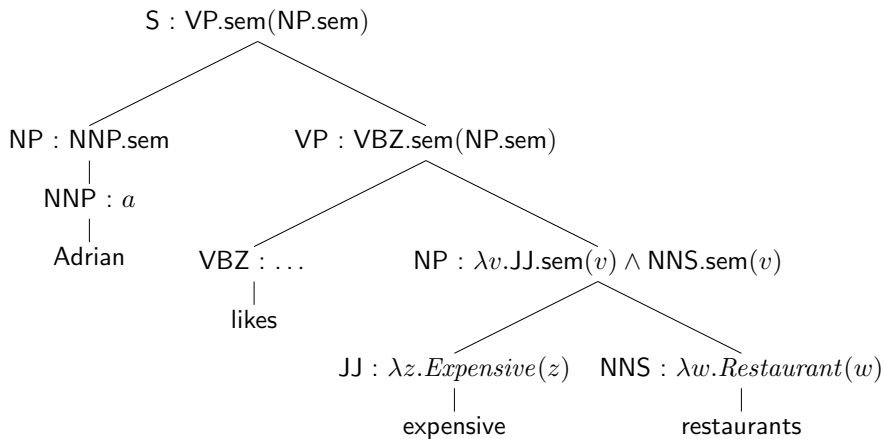 S : VP.sem(NP.sem)
NP : NNP.sem VP : VBZ.sem(NP.sem)
NNP : a
Adrian VBZ : . . . NP : λv.JJ.sem(v) ∧ NNS.sem(v)
likes
JJ : λz.Expensive(z) NNS : λw.Restaurant(w)
expensive restaurants